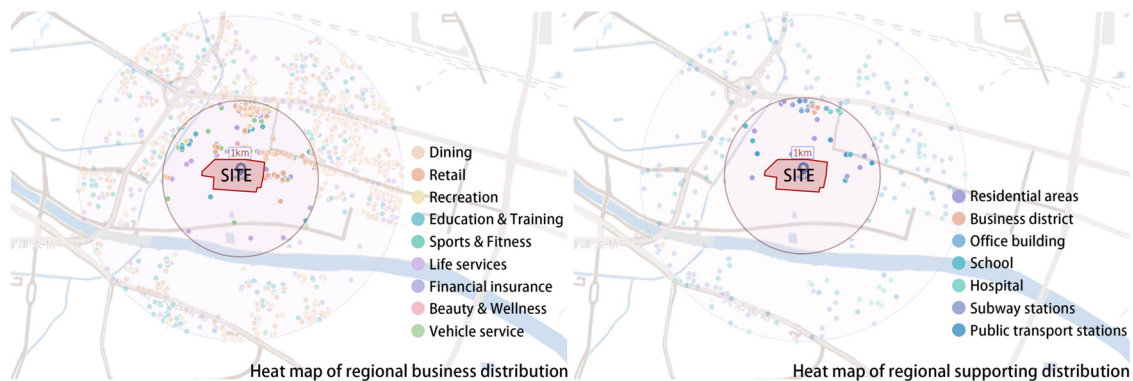 1km
SITE
Dining
Retail
Recreation
Education & Training
Sports & Fitness
Life services
Financial insurance
Beauty & Wellness
Vehicle service
Heat map of regional business distribution
1km
SITE
Residential areas
Business district
Office building
School
Hospital
Subway stations
Public transport stations
Heat map of regional supporting distribution